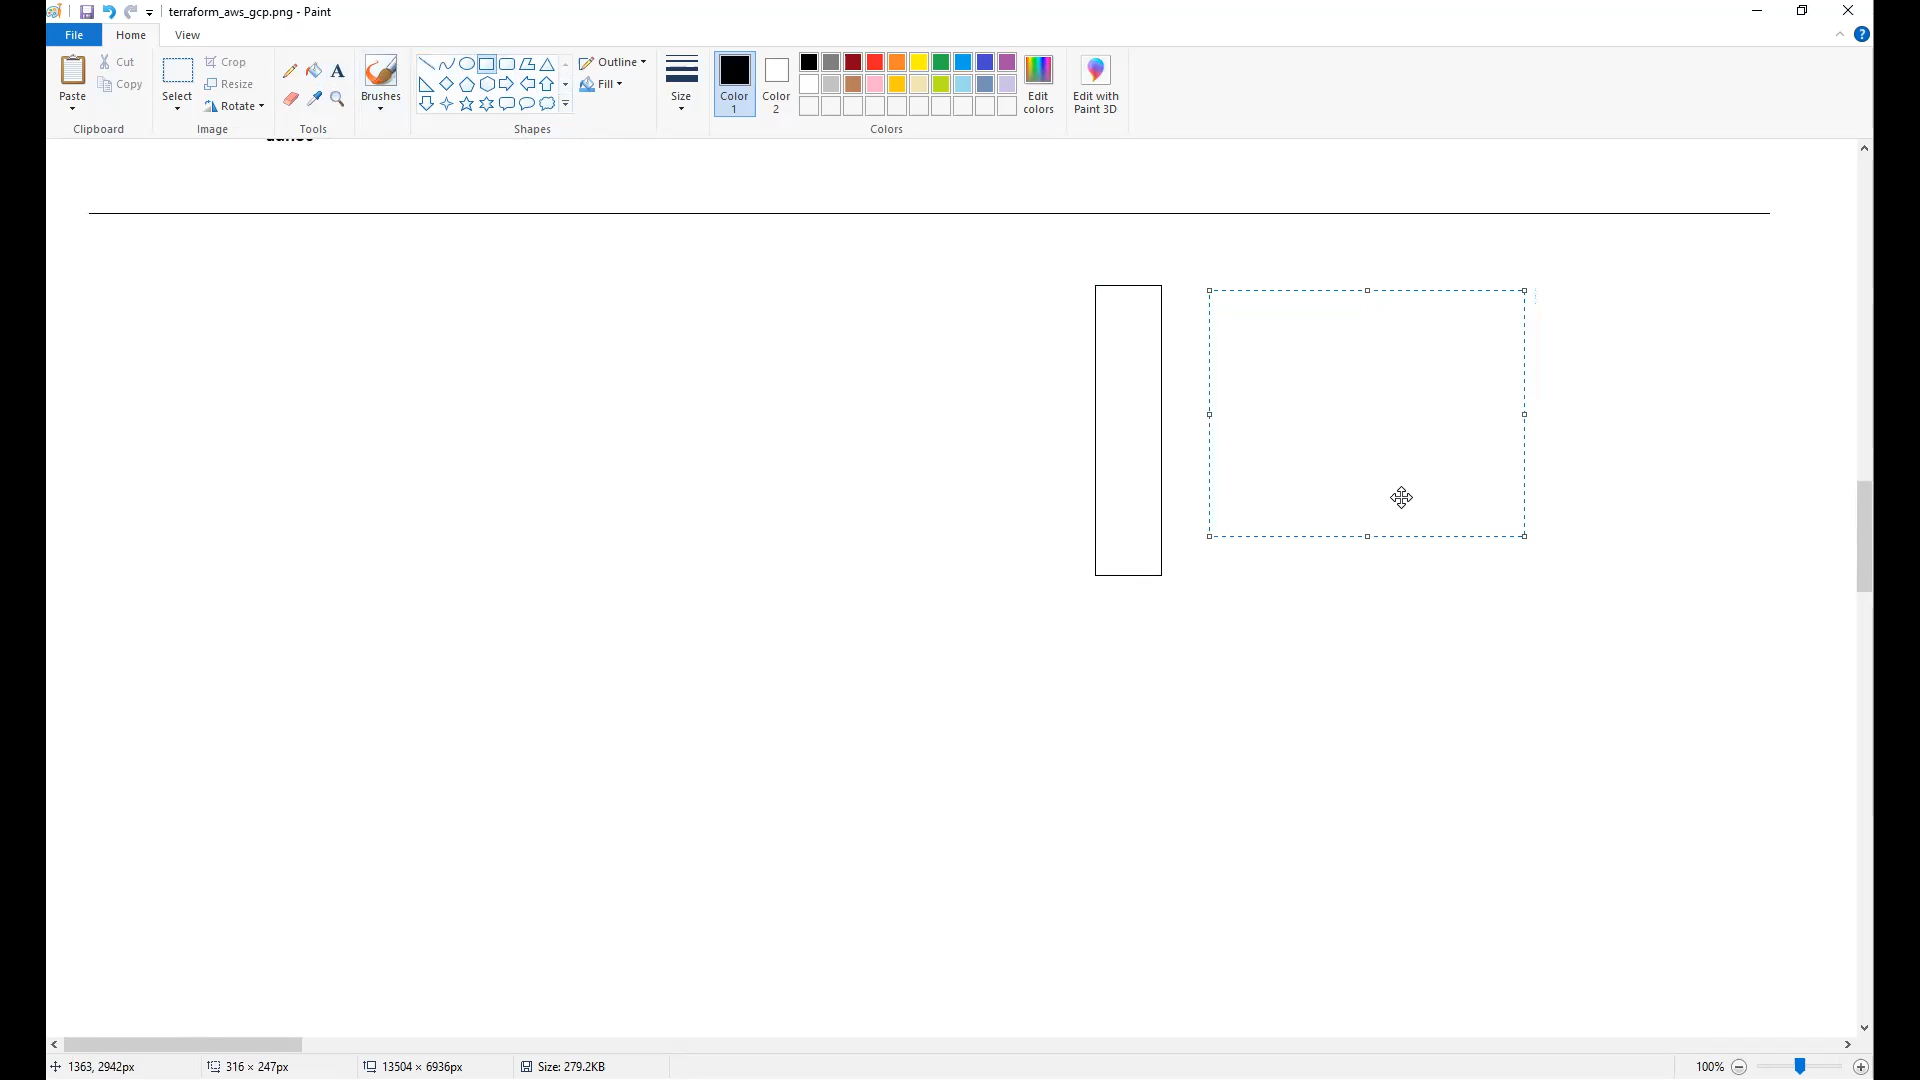 terraform_aws_gcp.png - Paint
File
Home
View
Paste
Cut
Copy
Clipboard
Select
Crop
Resize
Rotate
Image
A
Tools
Brushes
Outline
Fill
Shapes
Size
Color 1
Color 2
Edit colors
Edit with Paint 3D
Colors
1363, 2942px
316 × 247px
13504 × 6936px
Size: 279.2KB
100%